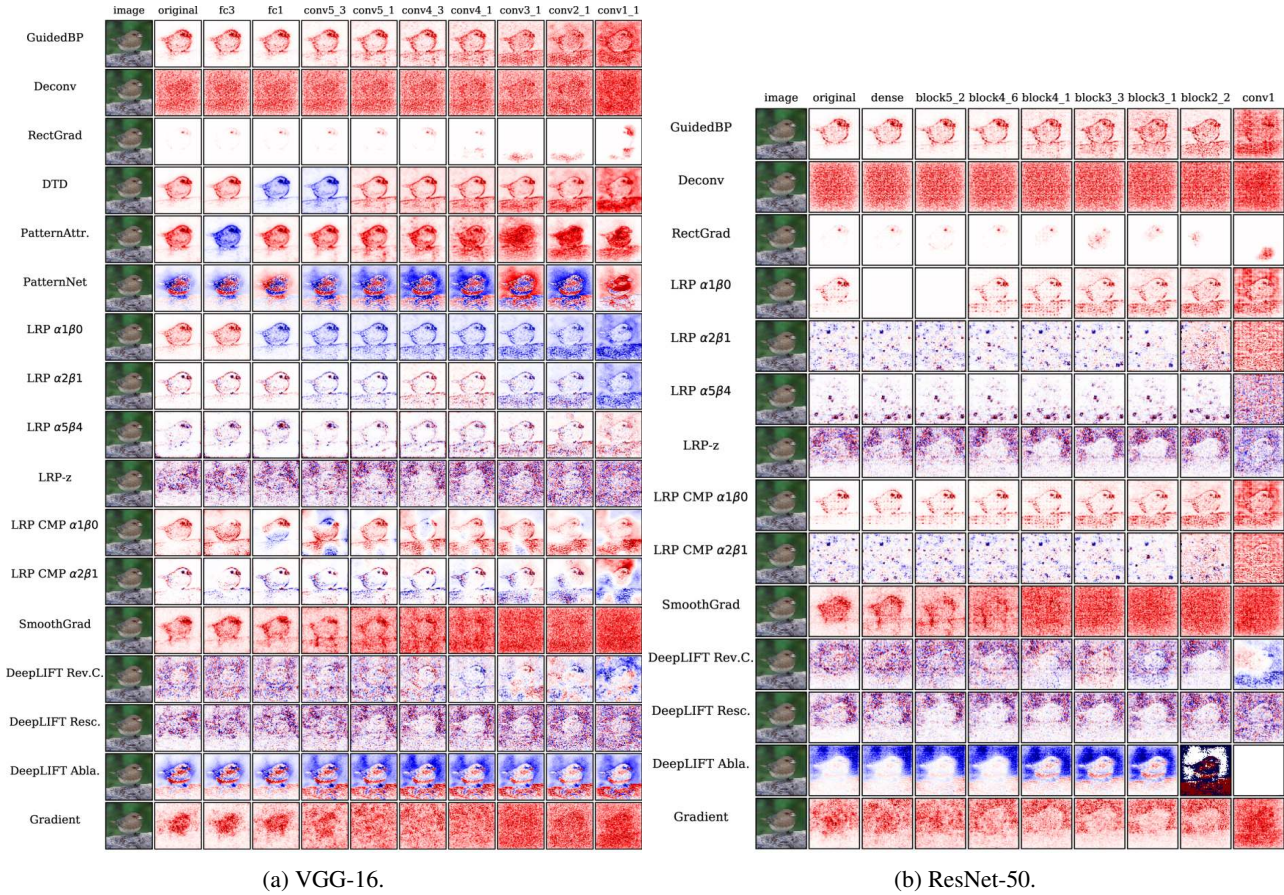 image original fc3 fc1 conv5_3 conv5_1 conv4_3 conv4_1 conv3_1 conv2_1 conv1_1
GuidedBP
Deconv
RectGrad
DTD
PatternAttr.
PatternNet
LRP α1β0
LRP α2β1
LRP α5β4
LRP-z
LRP CMP α1β0
LRP CMP α2β1
SmoothGrad
DeepLIFT Rev.C.
DeepLIFT Resc.
DeepLIFT Abla.
Gradient
(a) VGG-16.
image original dense block5_2 block4_6 block4_1 block3_3 block3_1 block2_2 conv1
GuidedBP
Deconv
RectGrad
LRP α1β0
LRP α2β1
LRP α5β4
LRP-z
LRP CMP α1β0
LRP CMP α2β1
SmoothGrad
DeepLIFT Rev.C.
DeepLIFT Resc.
DeepLIFT Abla.
Gradient
(b) ResNet-50.